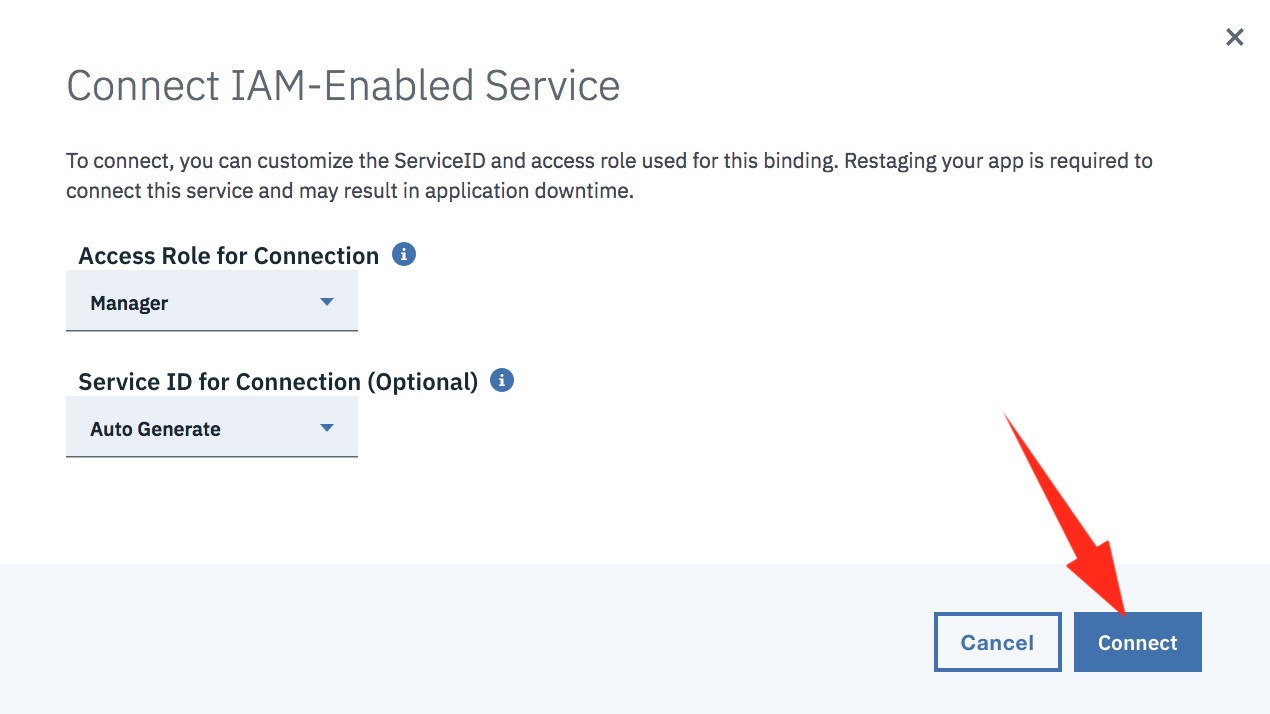 Connect IAM-Enabled Service
To connect, you can customize the ServiceID and access role used for this binding. Restaging your app is required to
connect this service and may result in application downtime.
Access Role for Connection
Manager
Service ID for Connection (Optional)
Auto Generate
Cancel
Connect